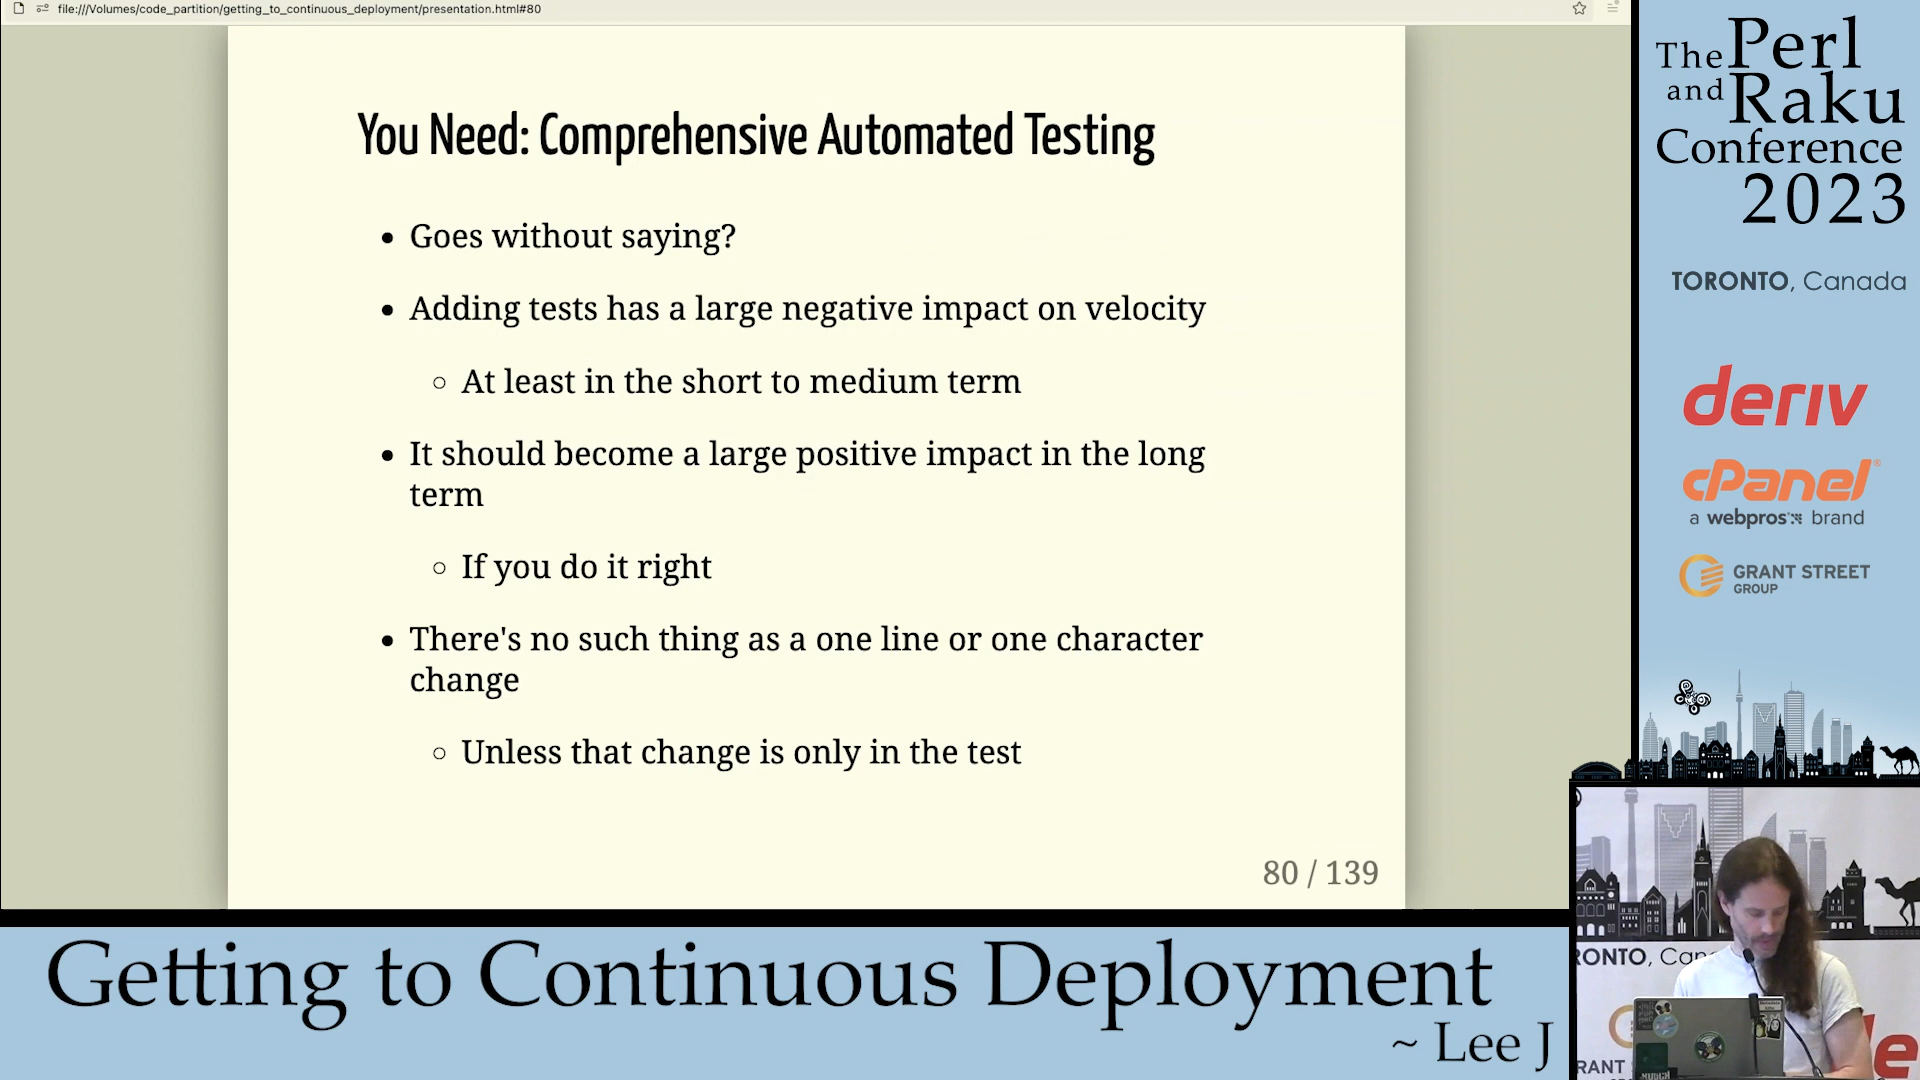 file:///Volumes/code_partition/getting_to_continuous_deployment/presentation.html#80
You Need: Comprehensive Automated Testing
Goes without saying?
Adding tests has a large negative impact on velocity
At least in the short to medium term
It should become a large positive impact in the long
term
If you do it right
There's no such thing as a one line or one character
change
Unless that change is only in the test
80 / 139
The Perl
and Raku
Conference
2023
TORONTO, Canada
deriv
cPanel®
a webpros brand
GRANT STREET
GROUP
Getting to Continuous Deployment
~ Lee J
RONTO, Can
RANT
de